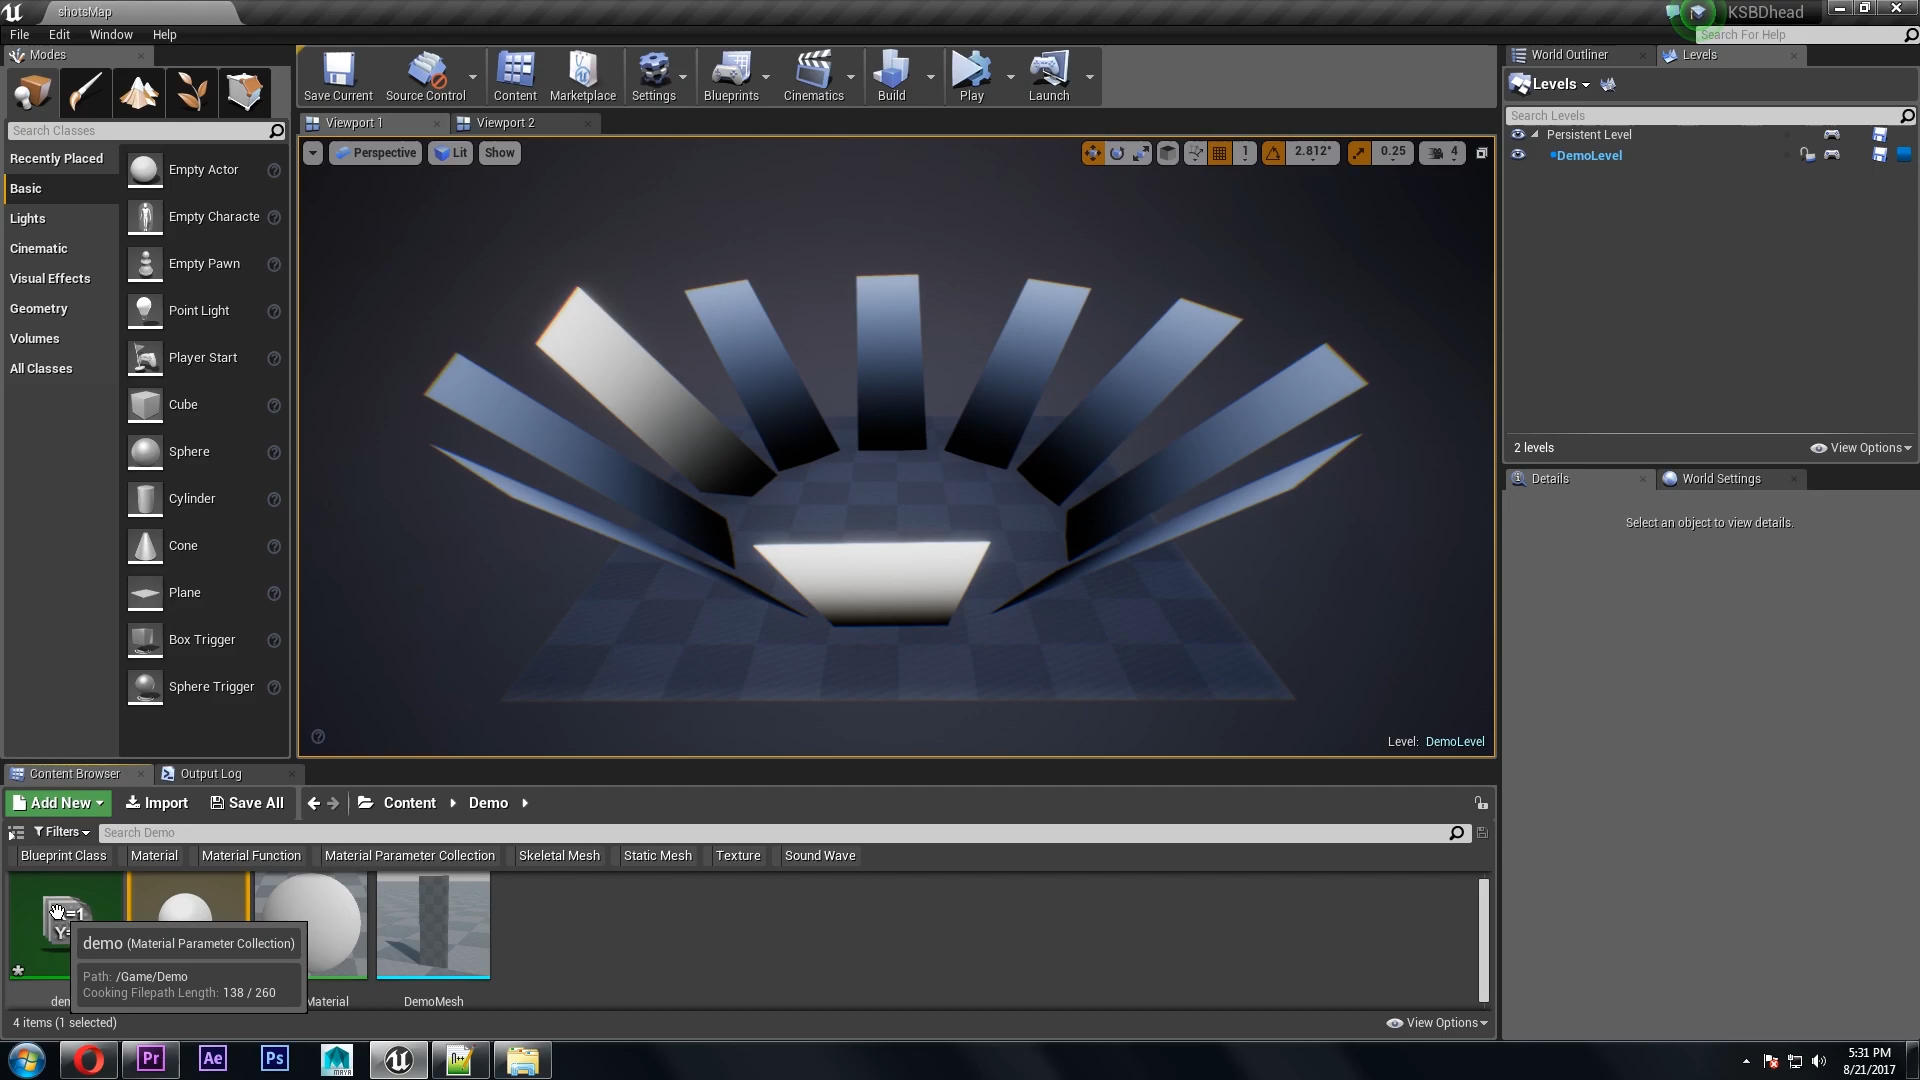 shotsMap
KSBDhead
File Edit Window Help
Search For Help
Modes
Search Classes
Recently Placed
Basic
Lights
Cinematic
Visual Effects
Geometry
Volumes
All Classes
Empty Actor
Empty Characte
Empty Pawn
Point Light
Player Start
Cube
Sphere
Cylinder
Cone
Plane
Box Trigger
Sphere Trigger
Save Current Source Control Content Marketplace Settings Blueprints Cinematics Build Play Launch
Viewport 1 Viewport 2
Perspective Lit Show
1 2.812° 0.25 4
Level: DemoLevel
World Outliner Levels
Levels
Search Levels
Persistent Level
DemoLevel
2 levels View Options
Details World Settings
Select an object to view details.
Content Browser Output Log
Add New Import Save All Content Demo
Filters Search Demo
Blueprint Class Material Material Function Material Parameter Collection Skeletal Mesh Static Mesh Texture Sound Wave
=1
Y=
demo (Material Parameter Collection)
Path: /Game/Demo
Cooking Filepath Length: 138 / 260
Material DemoMesh
4 items (1 selected) View Options
Pr Ae Ps MAYA
5:31 PM
8/21/2017